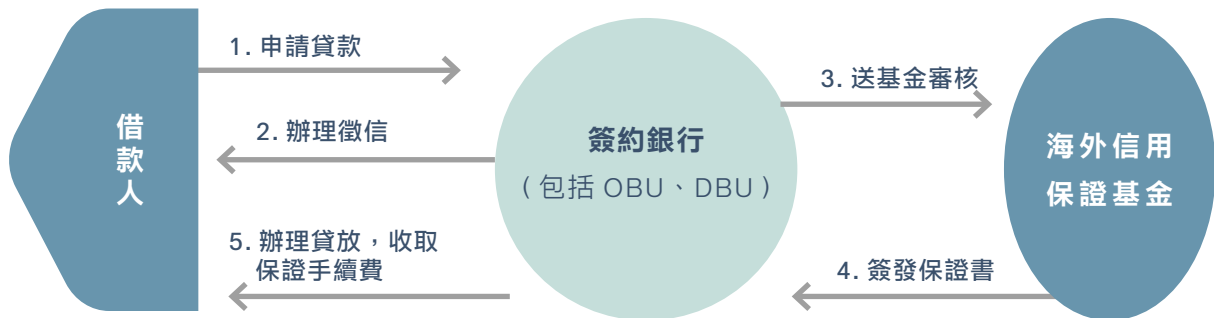 借
款
人
1. 申請貸款
2. 辦理徵信
5. 辦理貸放,收取
保證手續費
簽約銀行
(包括 OBU、DBU)
3. 送基金審核
4. 簽發保證書
海外信用
保證基金